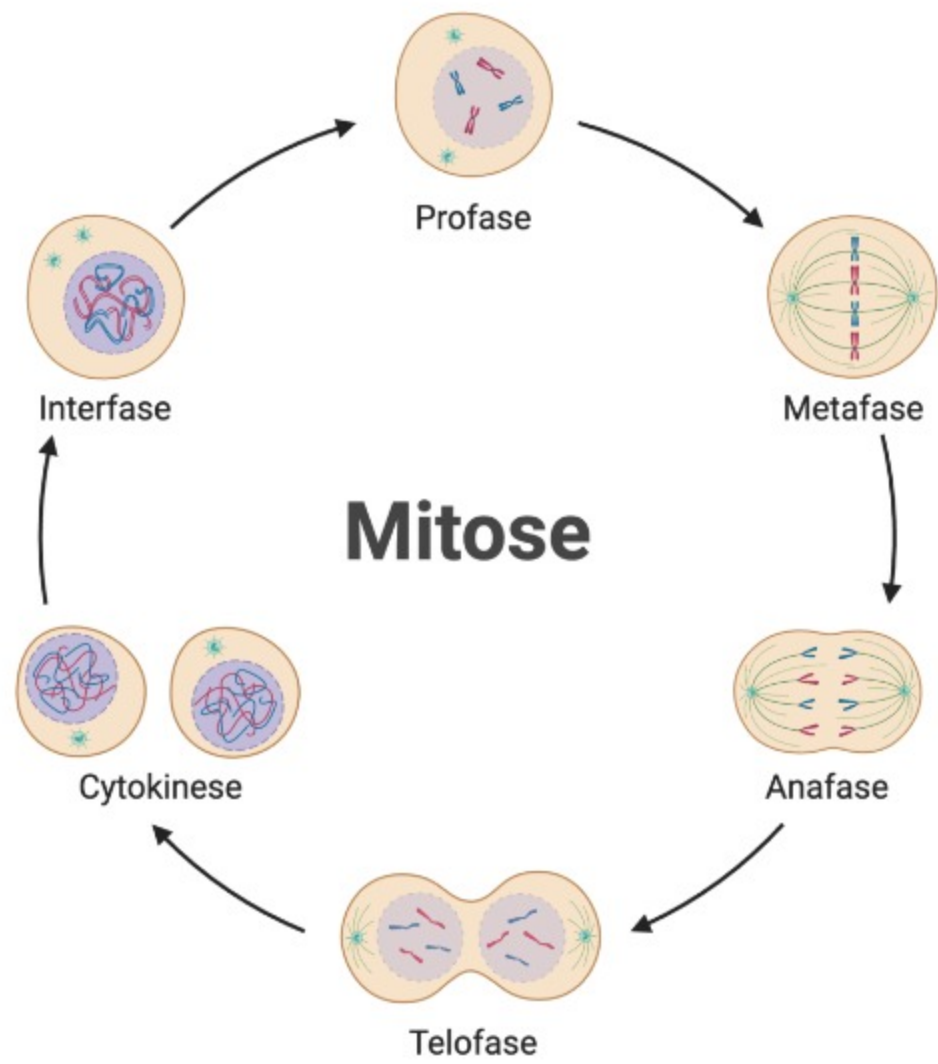 Profase
Interfase
Metafase
Mitose
Cytokinese
Anafase
Telofase